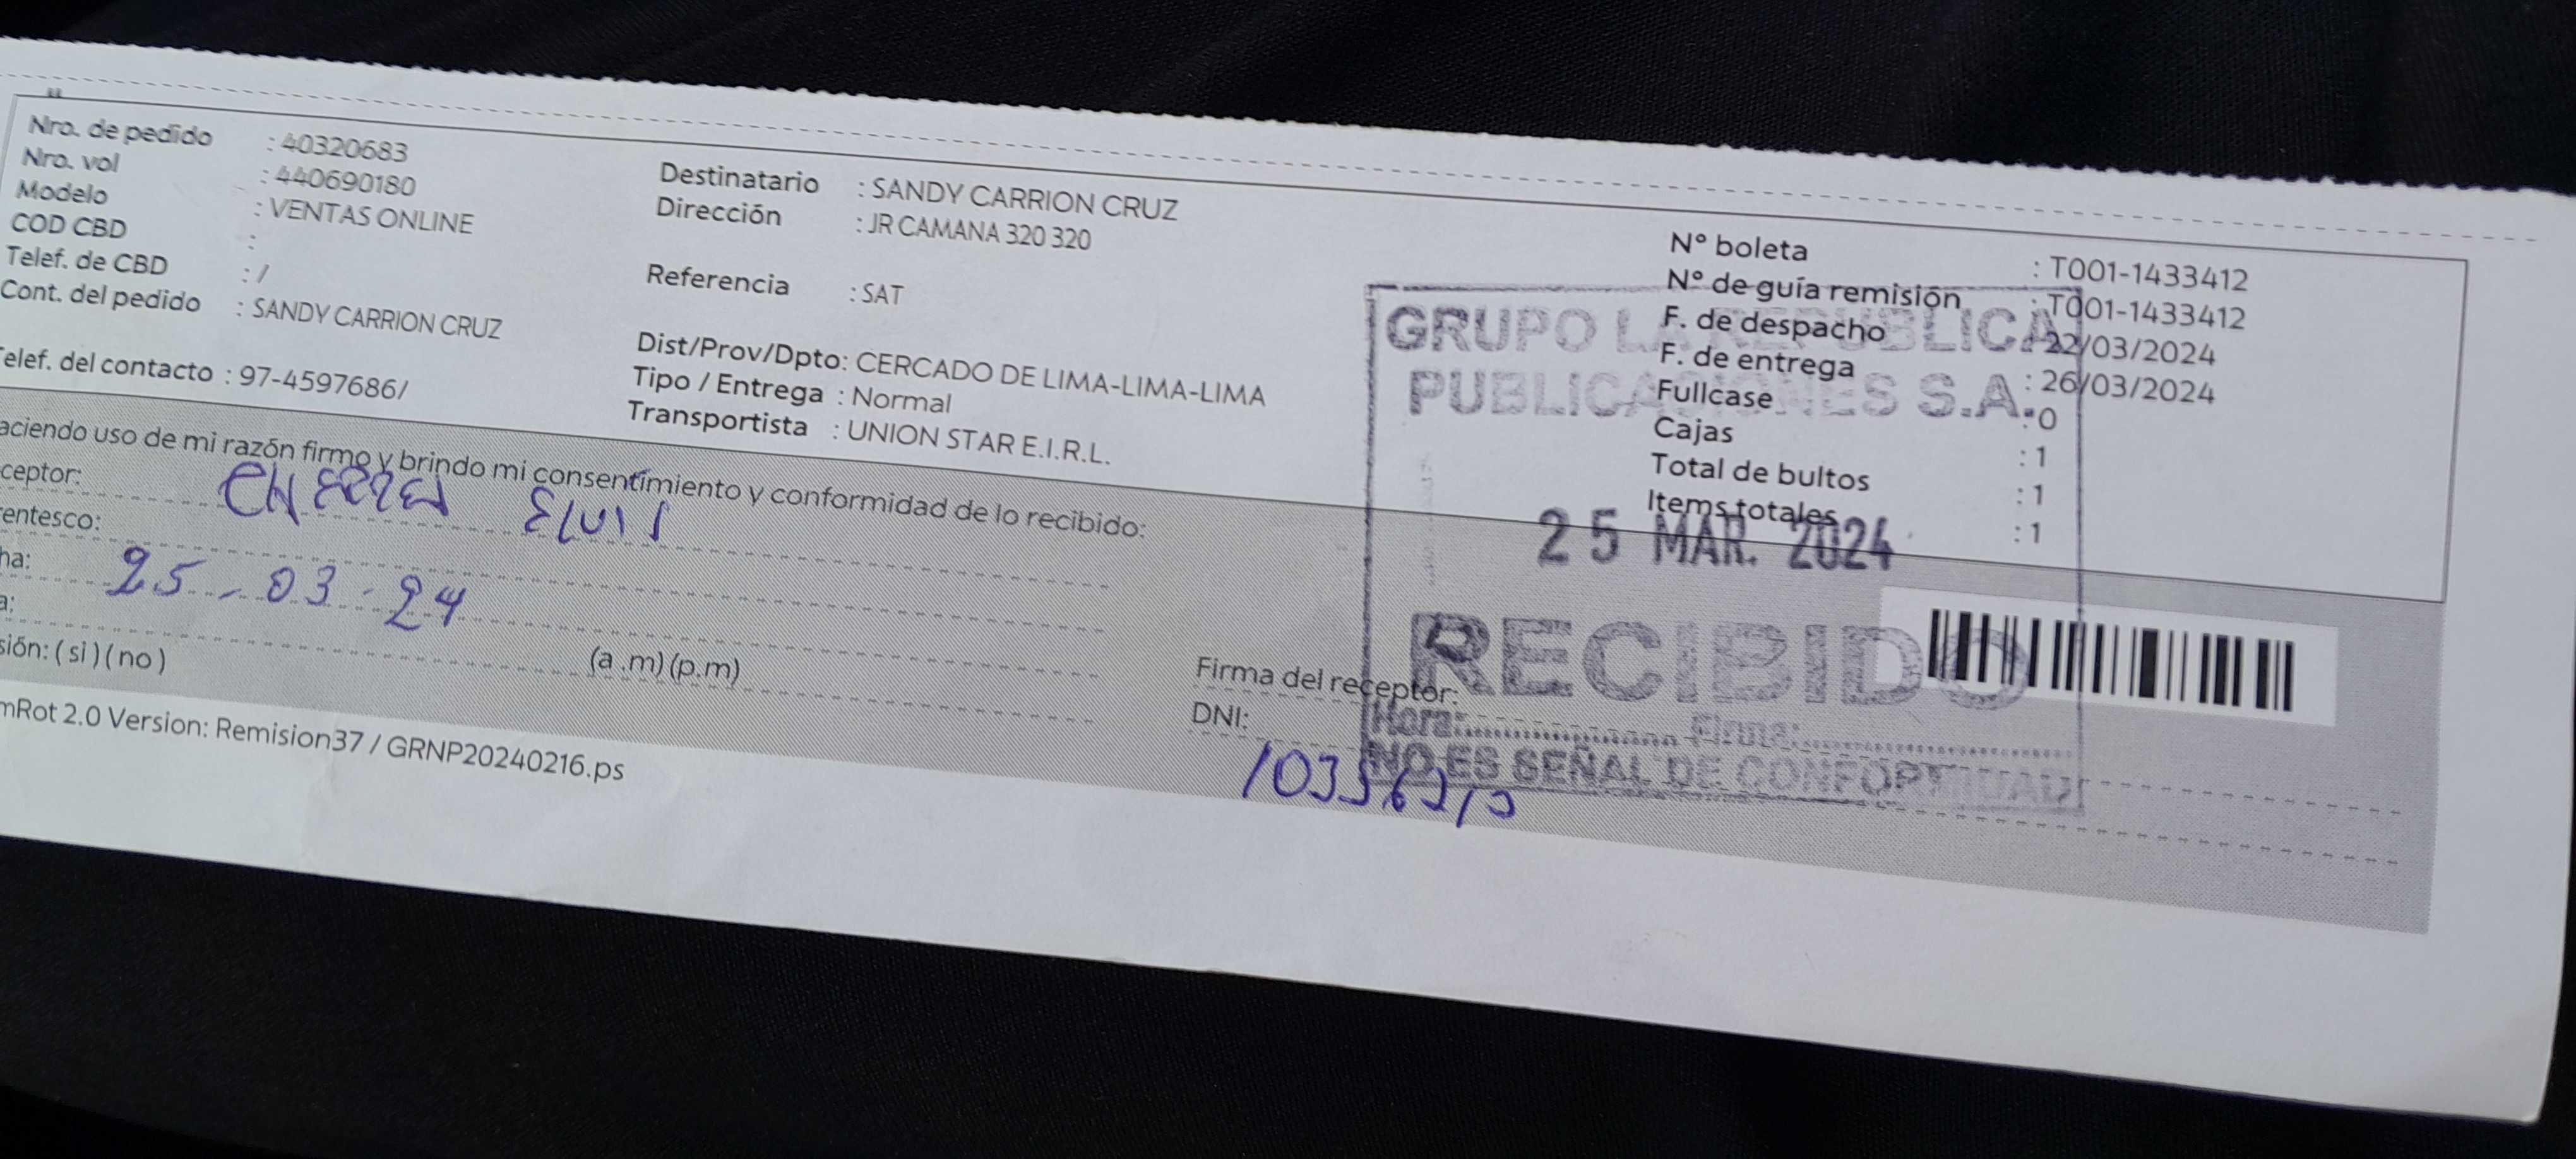 Nro. de pedido : 40320683
Nro. vol : 440690180
Modelo : VENTAS ONLINE
COD CBD :
Telef. de CBD : /
Cont. del pedido : SANDY CARRION CRUZ
Telef. del contacto : 97-4597686/
Destinatario : SANDY CARRION CRUZ
Dirección : JR CAMANA 320 320
Referencia : SAT
Dist/Prov/Dpto: CERCADO DE LIMA-LIMA-LIMA
Tipo / Entrega : Normal
Transportista : UNION STAR E.I.R.L.
N° boleta : T001-1433412
N° de guía remisión : T001-1433412
F. de despacho : 22/03/2024
F. de entrega : 26/03/2024
Fullcase : 0
Cajas : 1
Total de bultos : 1
Items totales : 1
GRUPO LA REPUBLICA
PUBLICACIONES S.A.
25 MAR. 2024
RECIBIDO
Hora: Firma:
NO ES SEÑAL DE CONFORMIDAD
aciendo uso de mi razón firmo y brindo mi consentimiento y conformidad de lo recibido:
ceptor:
entesco:
ha: 25-03-24
a: (a.m)(p.m)
sión: ( si ) ( no )
Firma del receptor:
DNI:
mRot 2.0 Version: Remision37 / GRNP20240216.ps